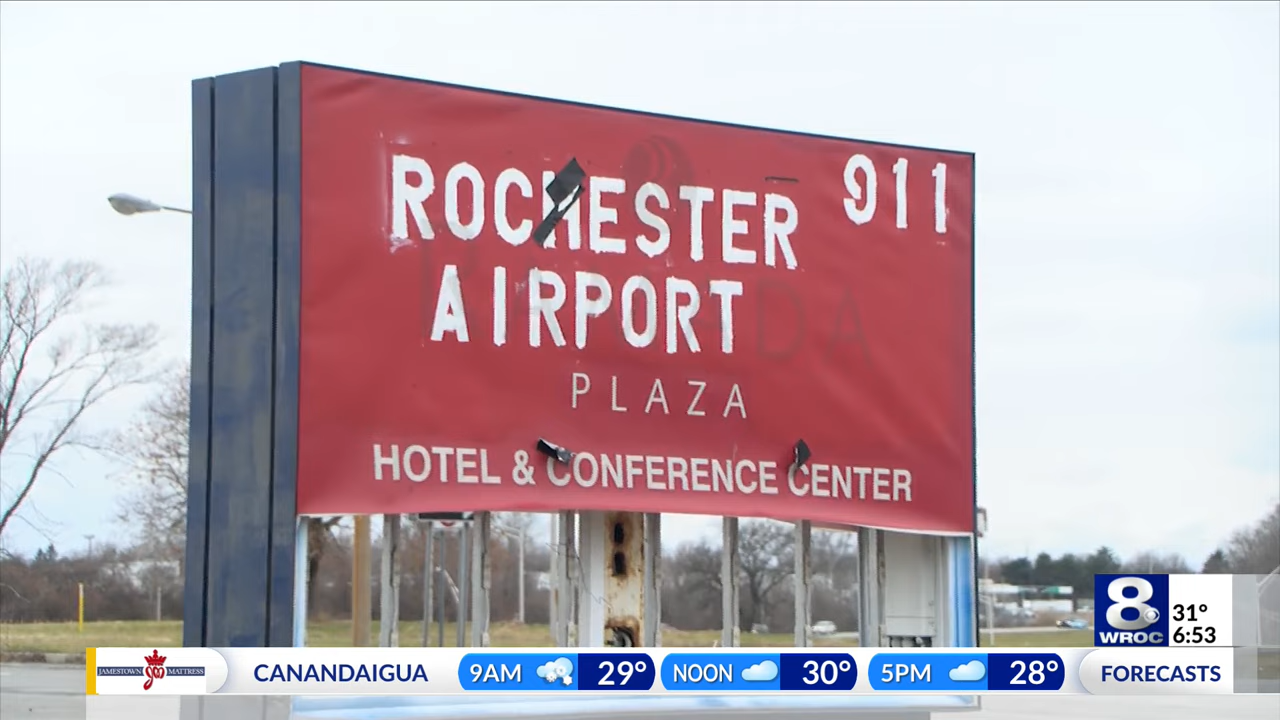 ROCHESTER 911
AIRPORT
PLAZA
HOTEL & CONFERENCE CENTER
8
WROC
31°
6:53
JAMESTOWN MATTRESS
CANANDAIGUA 9AM 29° NOON 30° 5PM 28° FORECASTS